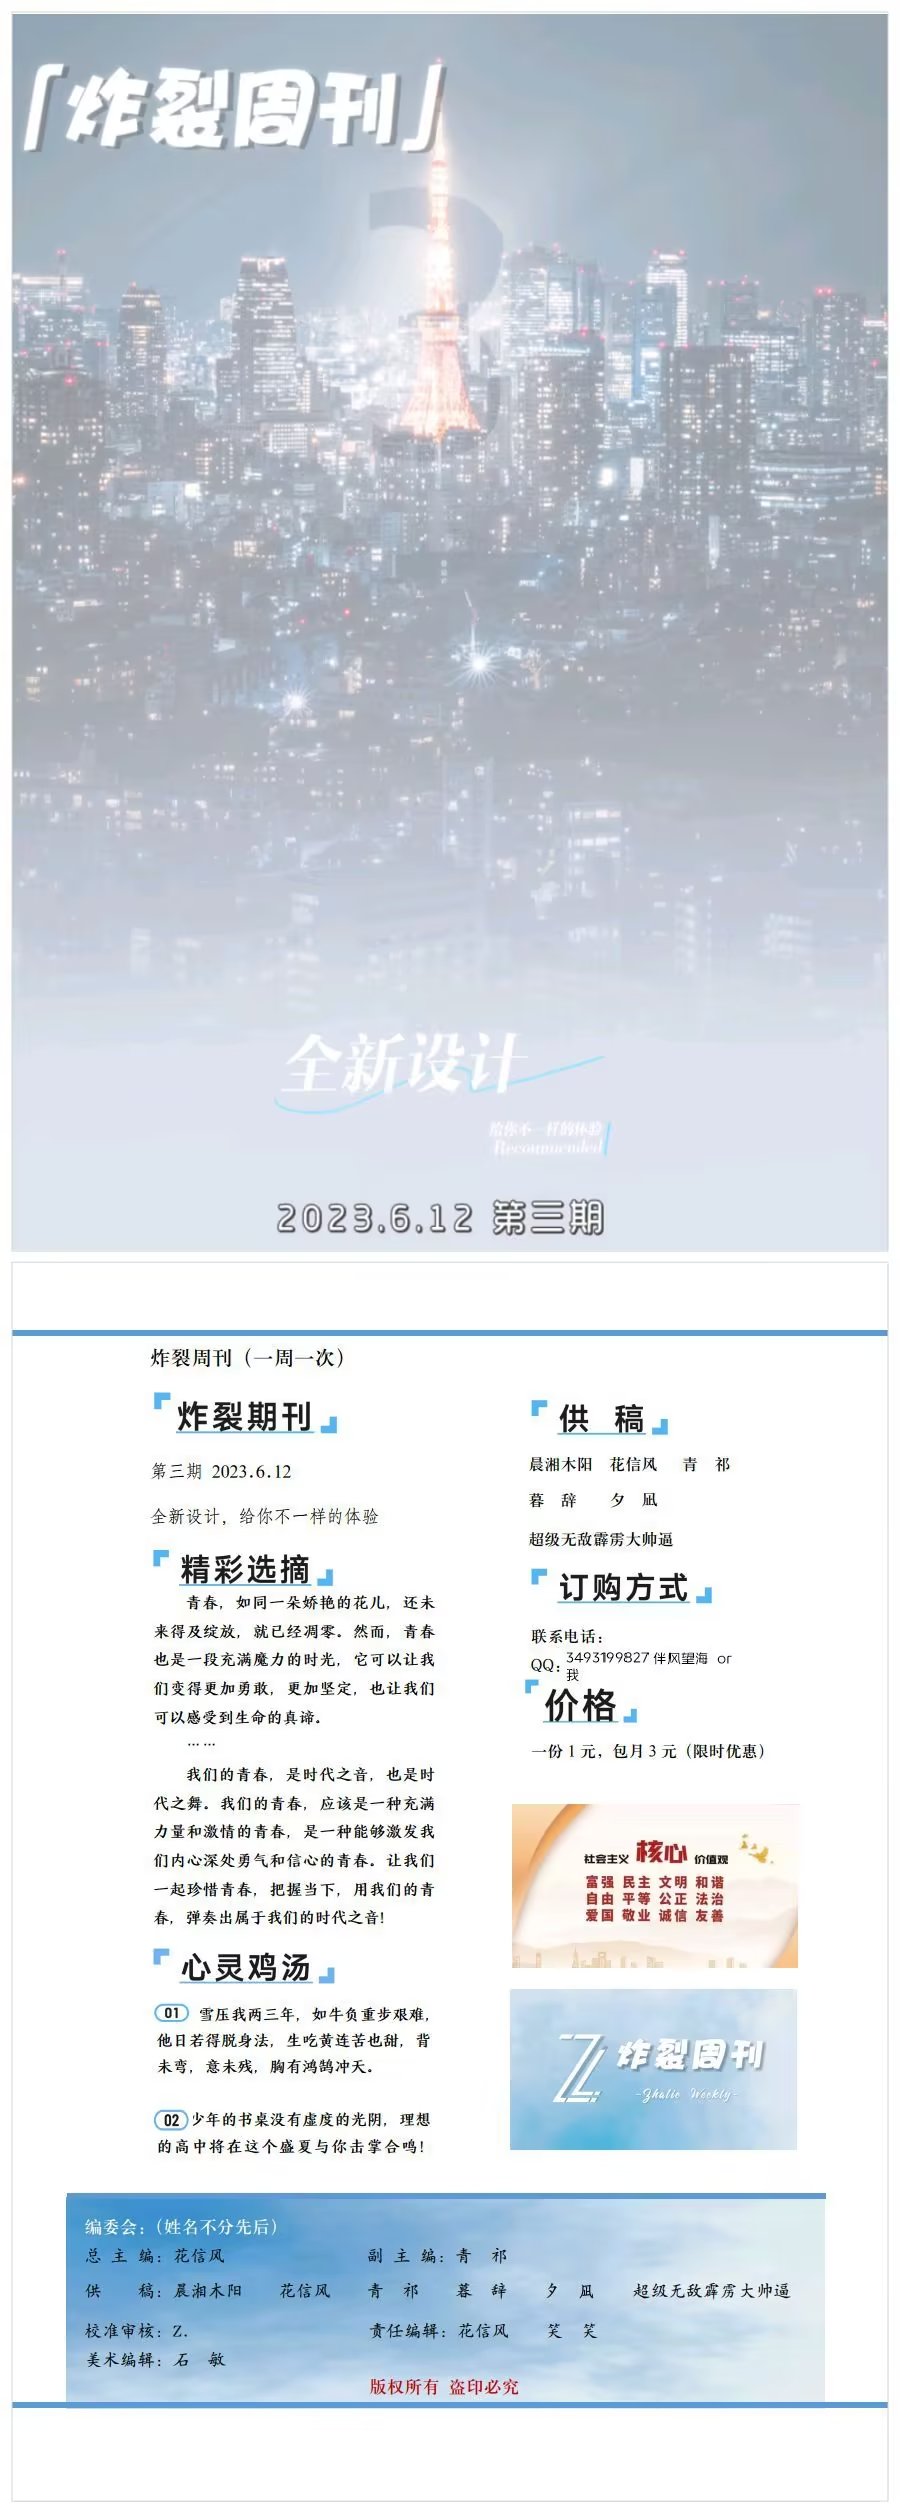 「炸裂周刊」
3
全新设计
给你不一样的体验
Recommended
2023.6.12 第三期
炸裂周刊（一周一次）
炸裂期刊
第三期 2023.6.12
全新设计，给你不一样的体验
精彩选摘
青春，如同一朵娇艳的花儿，还未
来得及绽放，就已经凋零。然而，青春
也是一段充满魔力的时光，它可以让我
们变得更加勇敢，更加坚定，也让我们
可以感受到生命的真谛。
……
我们的青春，是时代之音，也是时
代之舞。我们的青春，应该是一种充满
力量和激情的青春，是一种能够激发我
们内心深处勇气和信心的青春。让我们
一起珍惜青春，把握当下，用我们的青
春，弹奏出属于我们的时代之音!
心灵鸡汤
01 雪压我两三年，如牛负重步艰难，
他日若得脱身法，生吃黄连苦也甜，背
未弯，意未残，胸有鸿鹄冲天。
02 少年的书桌没有虚度的光阴，理想
的高中将在这个盛夏与你击掌合鸣!
供 稿
晨湘木阳 花信风 青 祁
暮 辞 夕 凪
超级无敌霹雳大帅逼
订购方式
联系电话：
QQ：3493199827 伴风望海 or
我
价格
一份 1 元，包月 3 元（限时优惠）
社会主义 核心 价值观
富强 民主 文明 和谐
自由 平等 公正 法治
爱国 敬业 诚信 友善
Z 炸裂周刊
-Zhalie Weekly-
编委会：（姓名不分先后）
总 主 编：花信风 副 主 编：青 祁
供 稿：晨湘木阳 花信风 青 祁 暮 辞 夕 凪 超级无敌霹雳大帅逼
校准审核：Z. 责任编辑：花信风 笑 笑
美术编辑：石 敏
版权所有 盗印必究